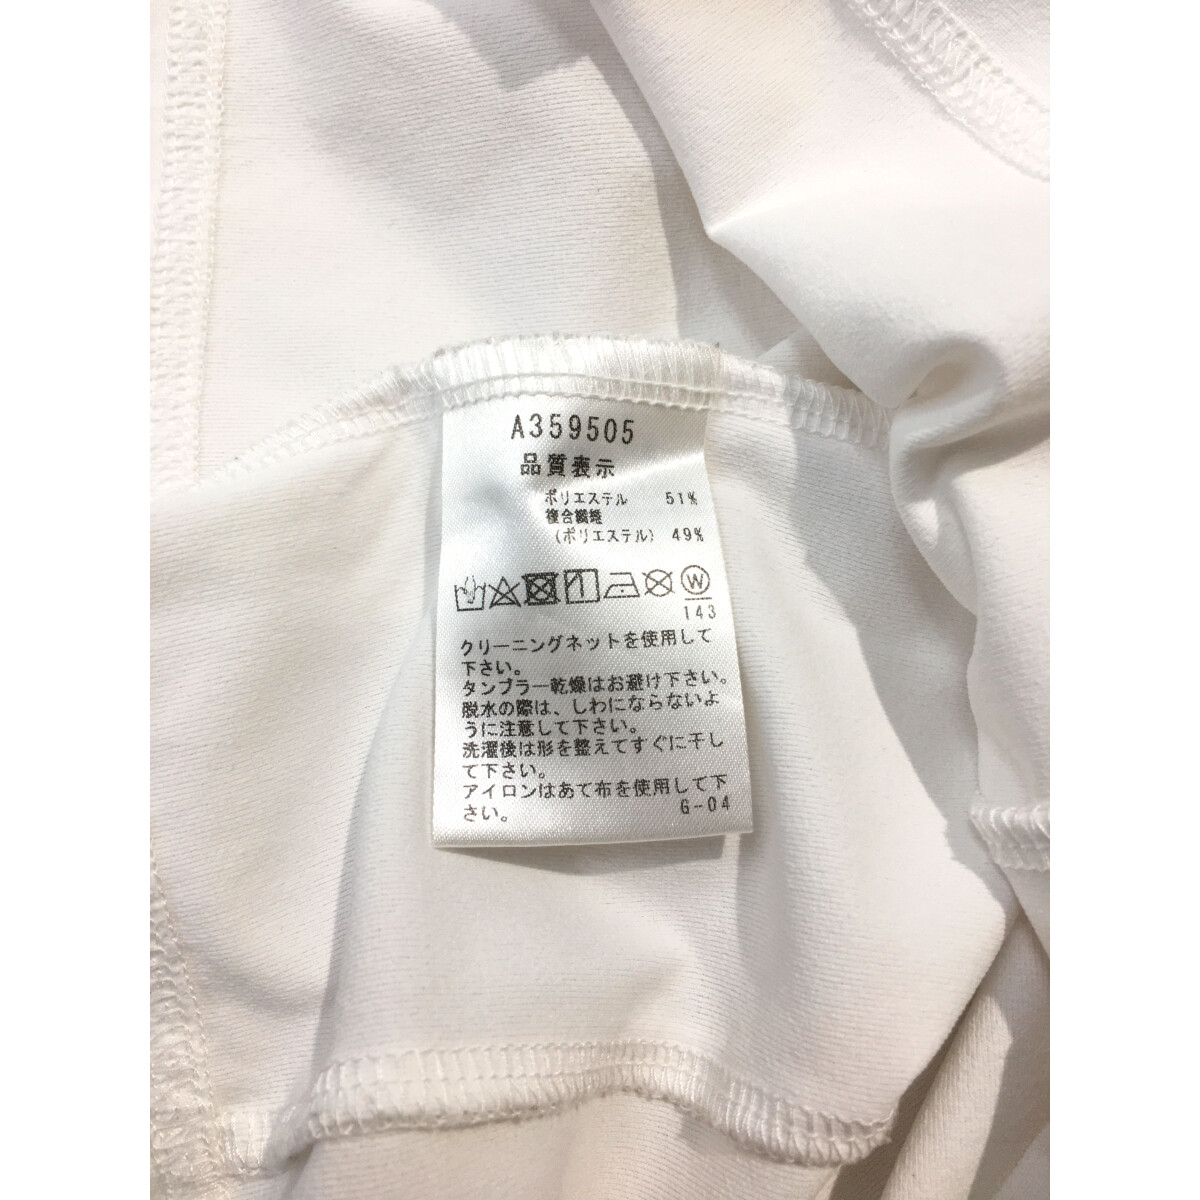 A359505
品質表示
ポリエステル 51%
複合繊維
(ポリエステル) 49%
W
143
クリーニングネットを使用して
下さい。
タンブラー乾燥はお避け下さい。
脱水の際は、しわにならないよ
うに注意して下さい。
洗濯後は形を整えてすぐに干し
て下さい。
アイロンはあて布を使用して下
さい。 G-04